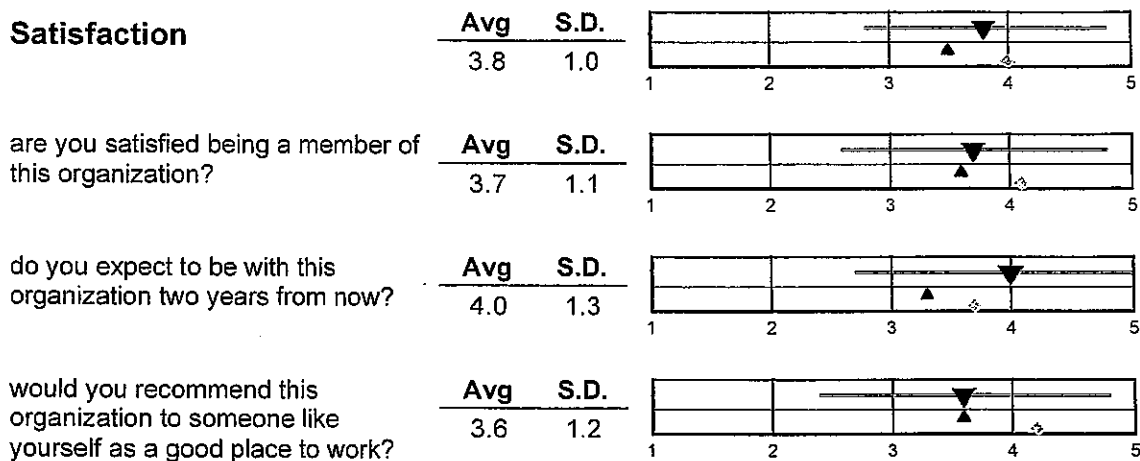 Satisfaction
Avg S.D.
3.8 1.0
1 2 3 4 5
are you satisfied being a member of
this organization?
Avg S.D.
3.7 1.1
1 2 3 4 5
do you expect to be with this
organization two years from now?
Avg S.D.
4.0 1.3
1 2 3 4 5
would you recommend this
organization to someone like
yourself as a good place to work?
Avg S.D.
3.6 1.2
1 2 3 4 5